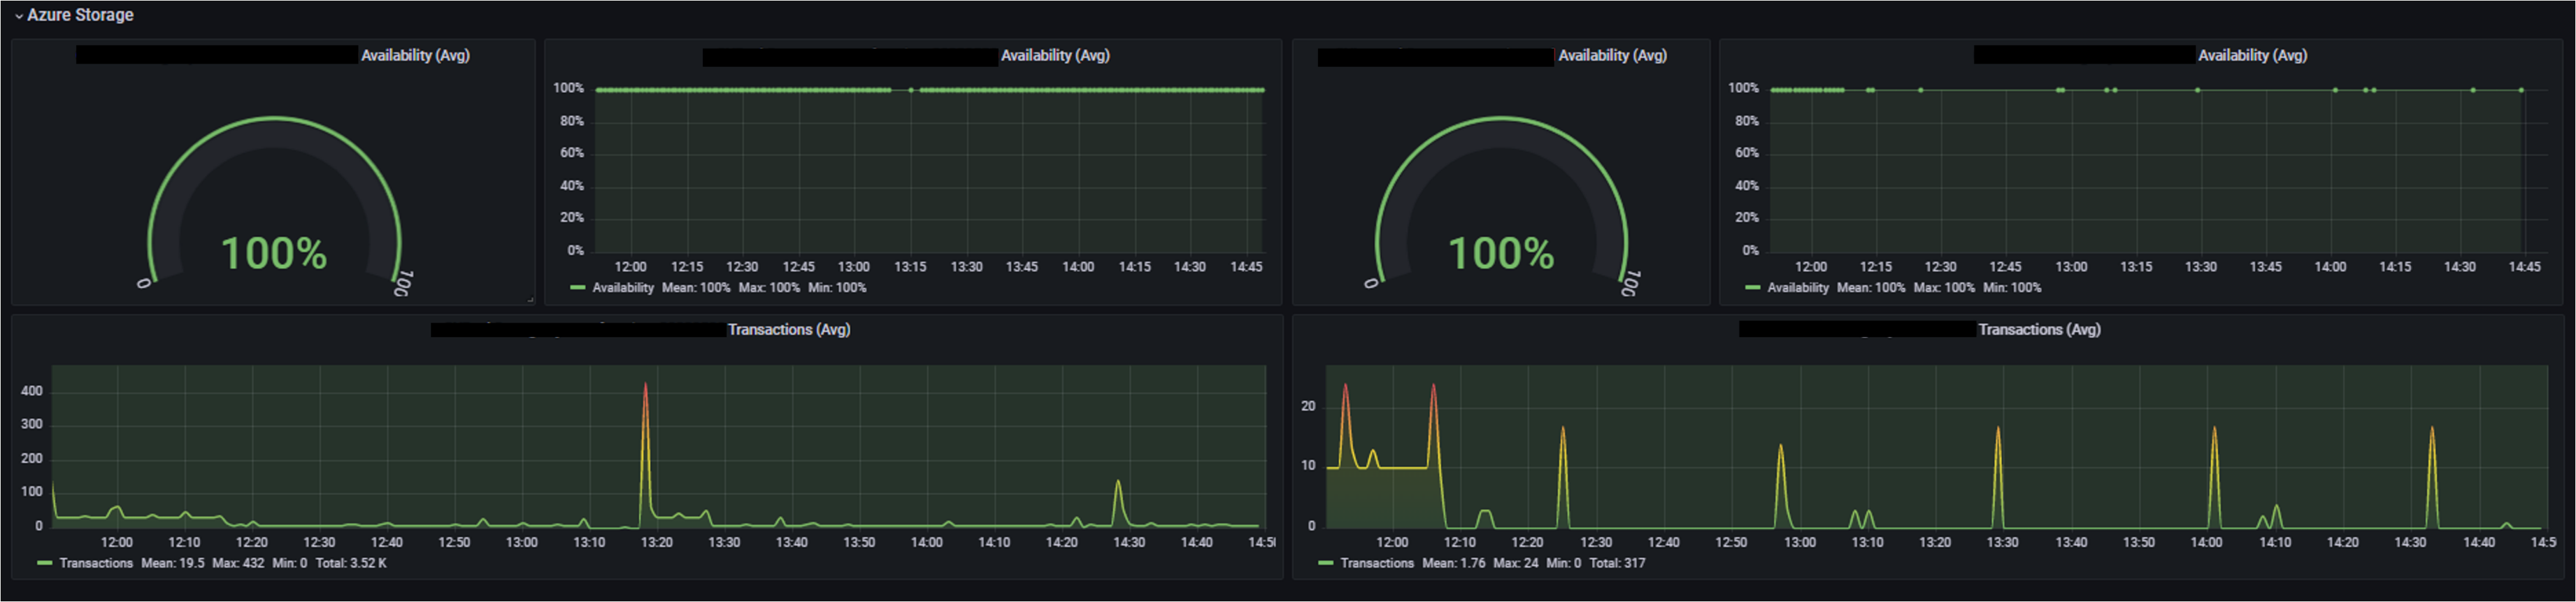 Azure Storage
Availability (Avg)
100%
0
100
Availability (Avg)
100%
80%
60%
40%
20%
0%
12:00 12:15 12:30 12:45 13:00 13:15 13:30 13:45 14:00 14:15 14:30 14:45
Availability Mean: 100% Max: 100% Min: 100%
Availability (Avg)
100%
0
100
Availability (Avg)
100%
80%
60%
40%
20%
0%
12:00 12:15 12:30 12:45 13:00 13:15 13:30 13:45 14:00 14:15 14:30 14:45
Availability Mean: 100% Max: 100% Min: 100%
Transactions (Avg)
400
300
200
100
0
12:00 12:10 12:20 12:30 12:40 12:50 13:00 13:10 13:20 13:30 13:40 13:50 14:00 14:10 14:20 14:30 14:40
Transactions Mean: 19.5 Max: 432 Min: 0 Total: 3.52 K
Transactions (Avg)
20
10
0
12:00 12:10 12:20 12:30 12:40 12:50 13:00 13:10 13:20 13:30 13:40 13:50 14:00 14:10 14:20 14:30 14:40
Transactions Mean: 1.76 Max: 24 Min: 0 Total: 317